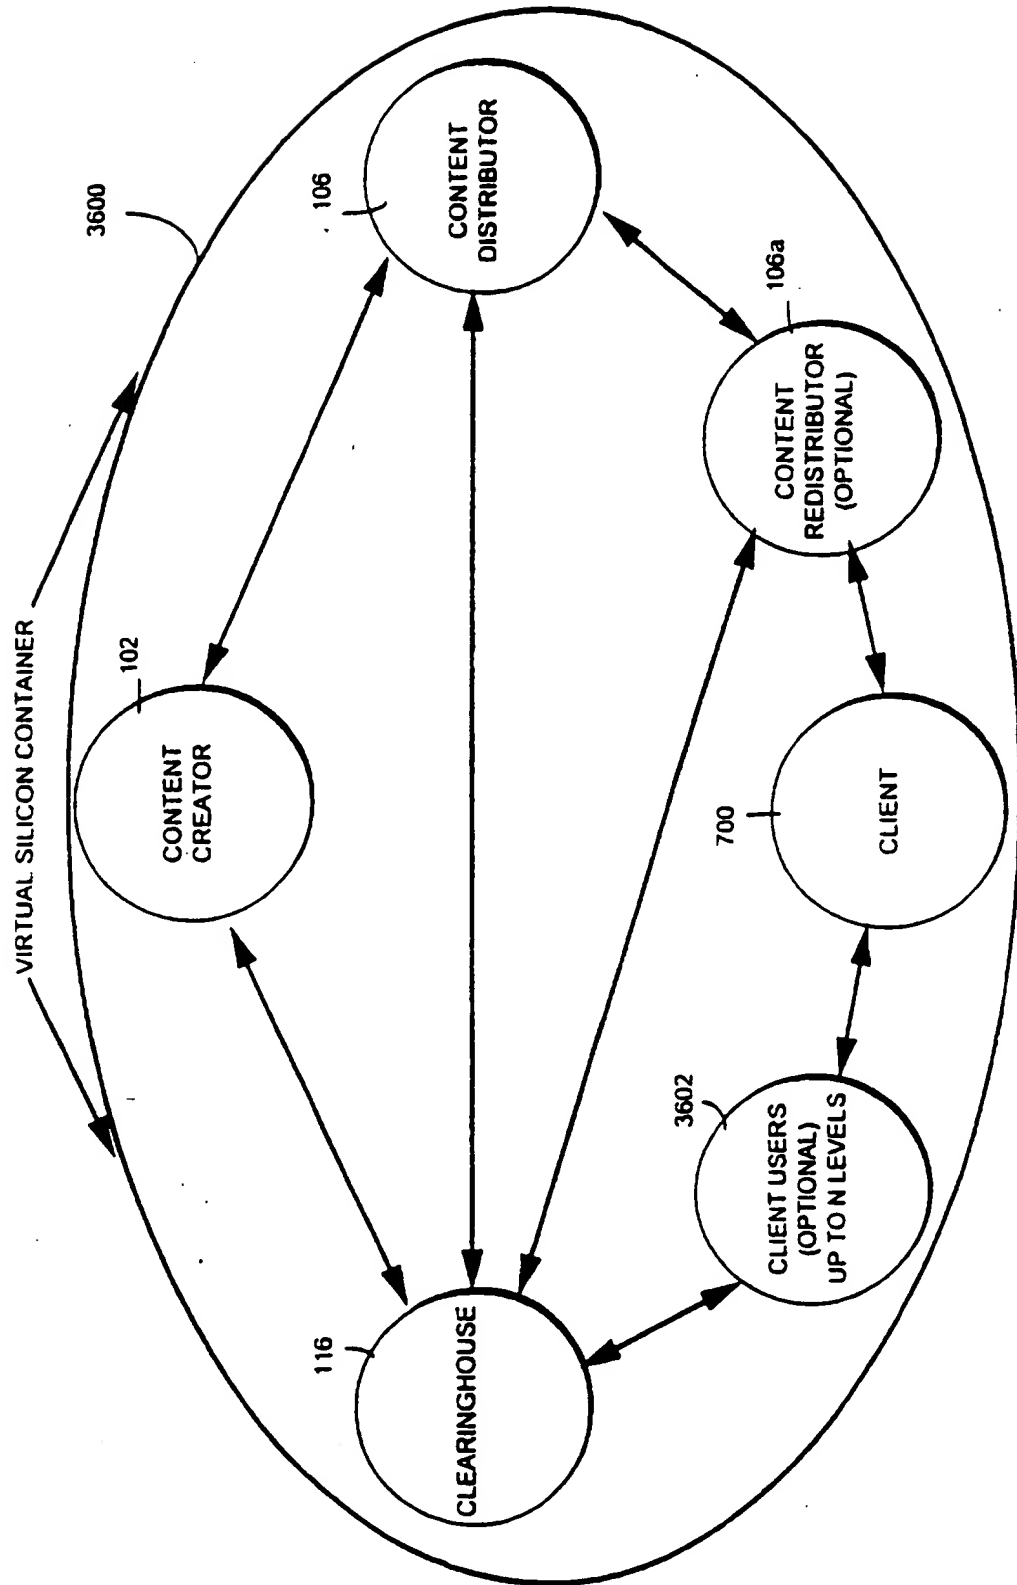 VIRTUAL SILICON CONTAINER
3600
102
CONTENT
CREATOR
106
CONTENT
DISTRIBUTOR
116
CLEARINGHOUSE
106a
CONTENT
REDISTRIBUTOR
(OPTIONAL)
3602
CLIENT USERS
(OPTIONAL)
UP TO N LEVELS
700
CLIENT